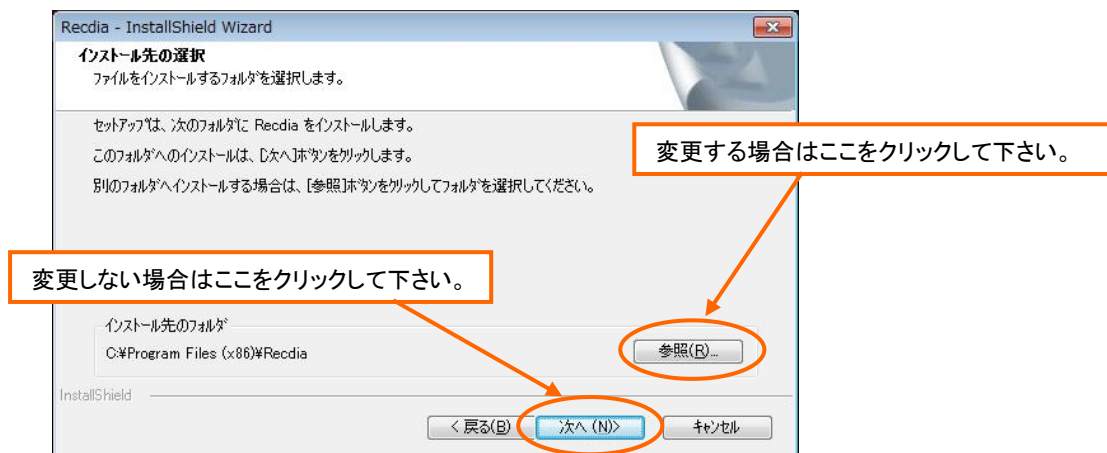 Recdia - InstallShield Wizard
インストール先の選択
ファイルをインストールするフォルダを選択します。
セットアップは、次のフォルダに Recdia をインストールします。
このフォルダへのインストールは、[次へ]ボタンをクリックします。
別のフォルダへインストールする場合は、[参照]ボタンをクリックしてフォルダを選択してください。
変更する場合はここをクリックして下さい。
変更しない場合はここをクリックして下さい。
インストール先のフォルダ
C:¥Program Files (x86)¥Recdia
参照(R)...
InstallShield
< 戻る(B)
次へ (N)>
キャンセル